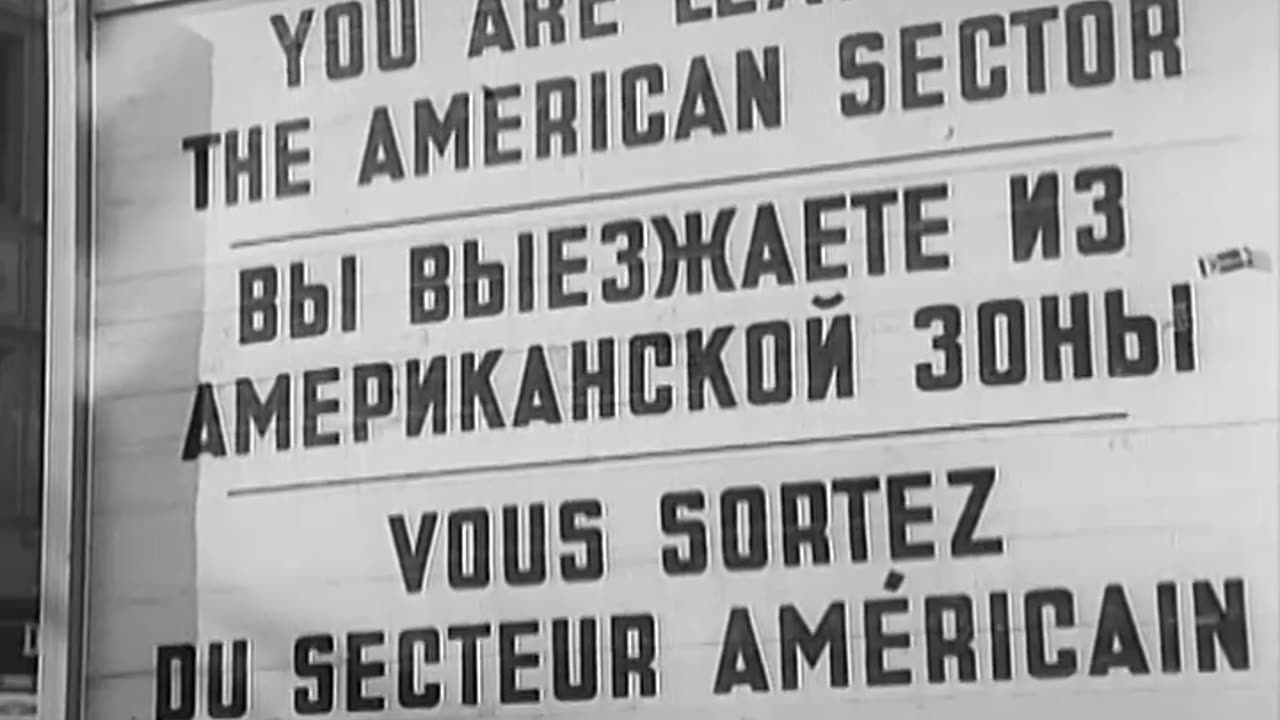 YOU ARE
THE AMERICAN SECTOR
ВЫ ВЫЕЗЖАЕТЕ ИЗ
АМЕРИКАНСКОЙ ЗОНЫ
VOUS SORTEZ
DU SECTEUR AMÉRICAIN